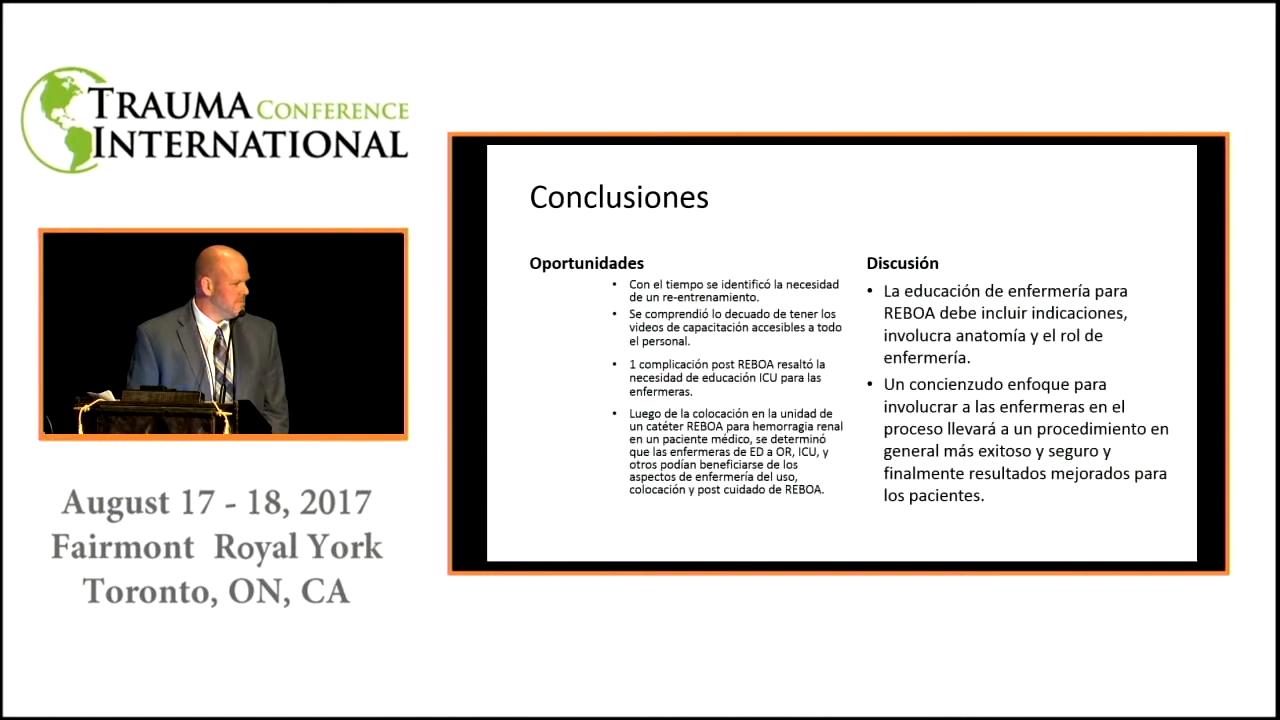 TRAUMA CONFERENCE
INTERNATIONAL
August 17 - 18, 2017
Fairmont Royal York
Toronto, ON, CA
Conclusiones
Oportunidades
• Con el tiempo se identificó la necesidad
de un re-entrenamiento.
• Se comprendió lo decuado de tener los
videos de capacitación accesibles a todo
el personal.
• 1 complicación post REBOA resaltó la
necesidad de educación ICU para las
enfermeras.
• Luego de la colocación en la unidad de
un catéter REBOA para hemorragia renal
en un paciente médico, se determinó
que las enfermeras de ED a OR, ICU, y
otros podían beneficiarse de los
aspectos de enfermería del uso,
colocación y post cuidado de REBOA.
Discusión
• La educación de enfermería para
REBOA debe incluir indicaciones,
involucra anatomía y el rol de
enfermería.
• Un concienzudo enfoque para
involucrar a las enfermeras en el
proceso llevará a un procedimiento en
general más exitoso y seguro y
finalmente resultados mejorados para
los pacientes.